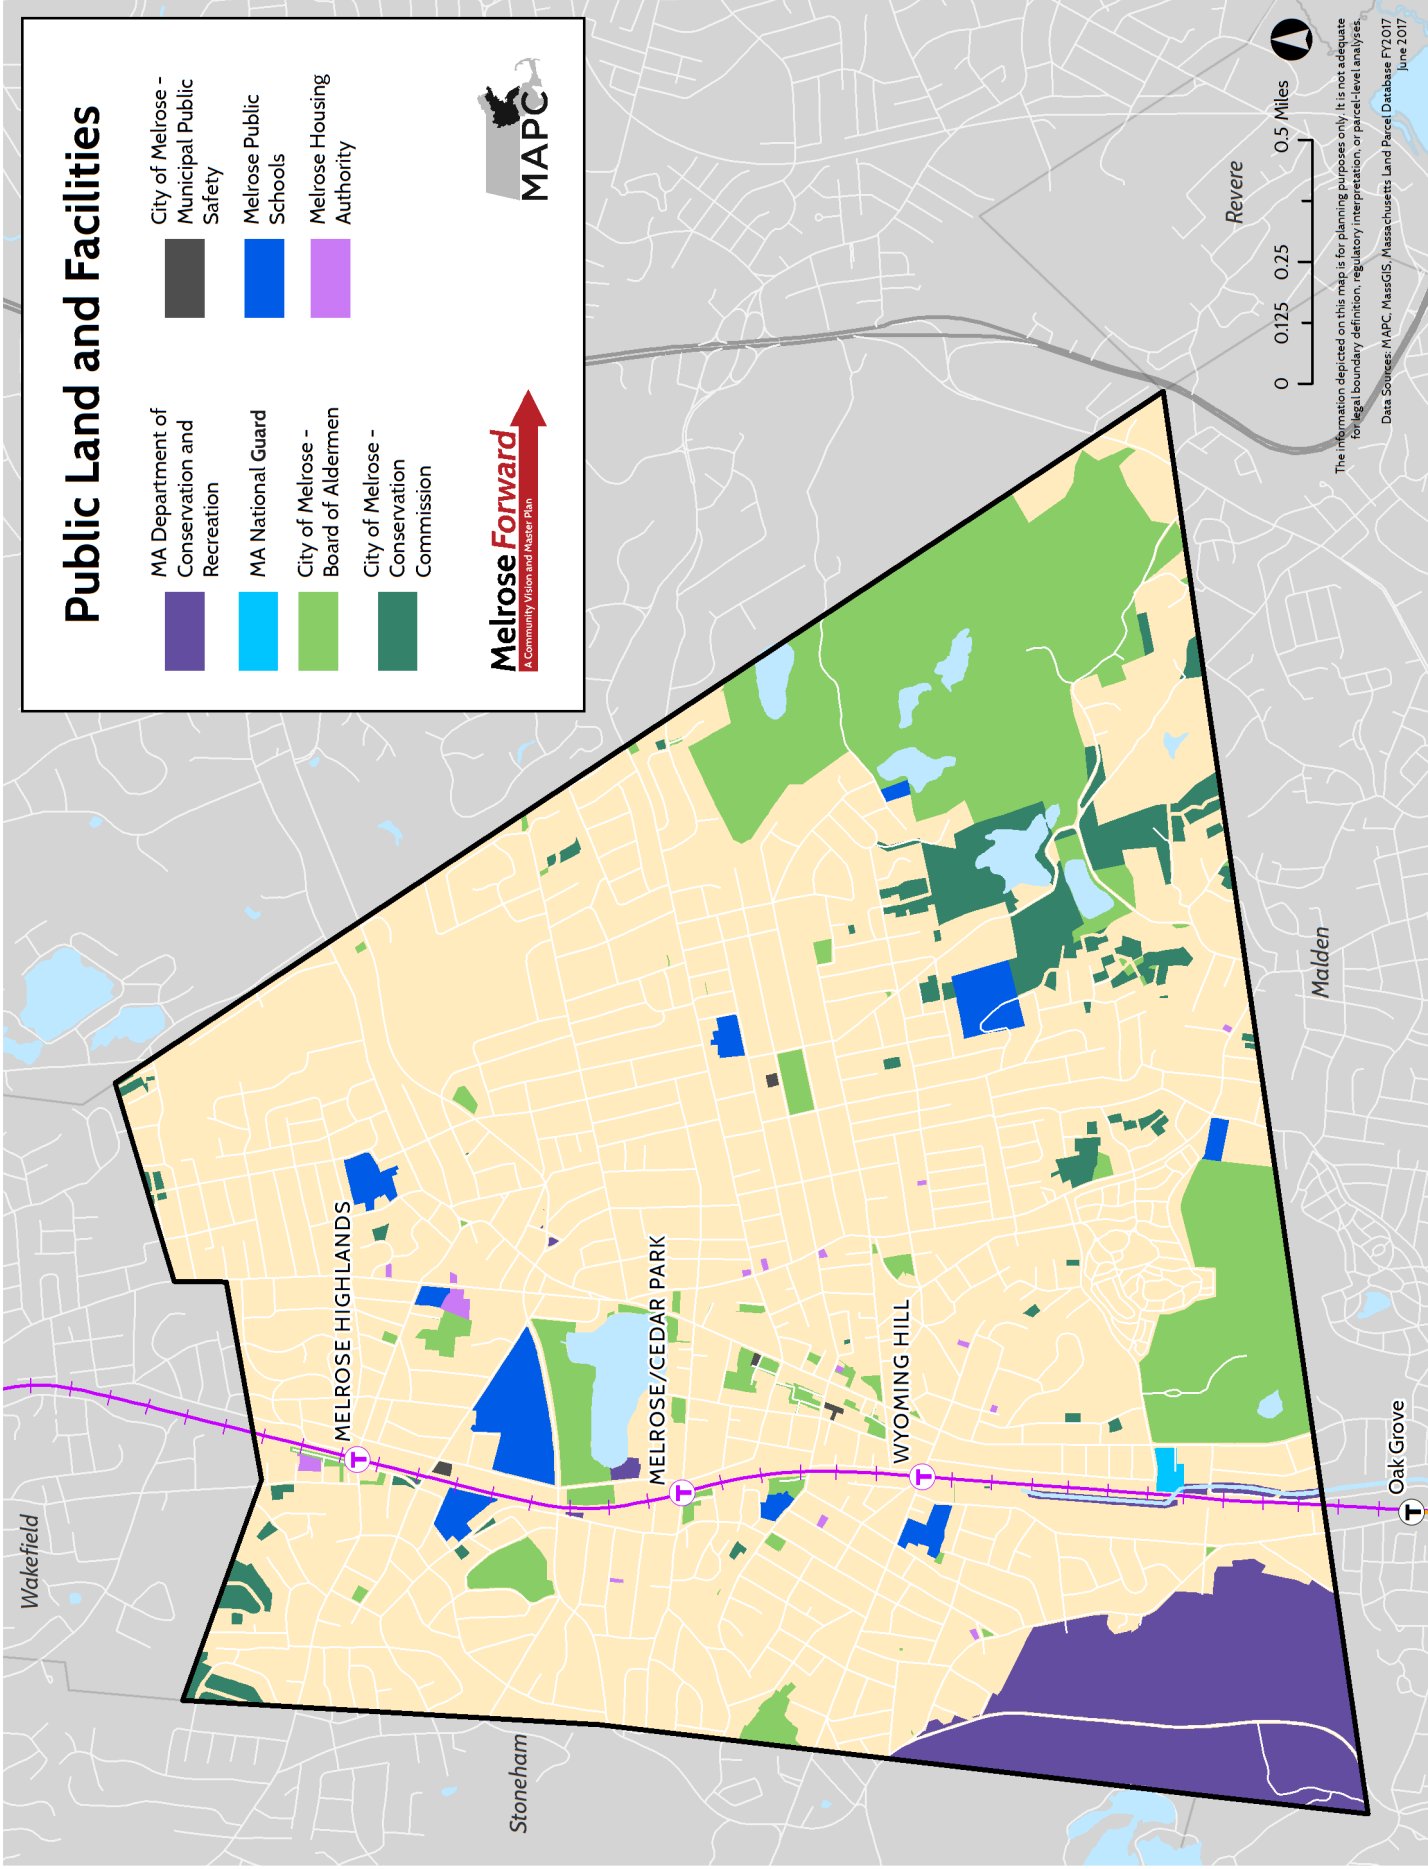 Public Land and Facilities
MA Department of
Conservation and
Recreation
MA National Guard
City of Melrose -
Board of Aldermen
City of Melrose -
Conservation
Commission
City of Melrose -
Municipal Public
Safety
Melrose Public
Schools
Melrose Housing
Authority
Melrose Forward
A Community Vision and Master Plan
MAPC
Wakefield
Stoneham
MELROSE HIGHLANDS
T
MELROSE/CEDAR PARK
T
WYOMING HILL
T
Oak Grove
T
Malden
Revere
0 0.125 0.25 0.5 Miles
The information depicted on this map is for planning purposes only. It is not adequate
for legal boundary definition, regulatory interpretation, or parcel-level analyses.
Data Sources: MAPC, MassGIS, Massachusetts Land Parcel Database FY2017
June 2017